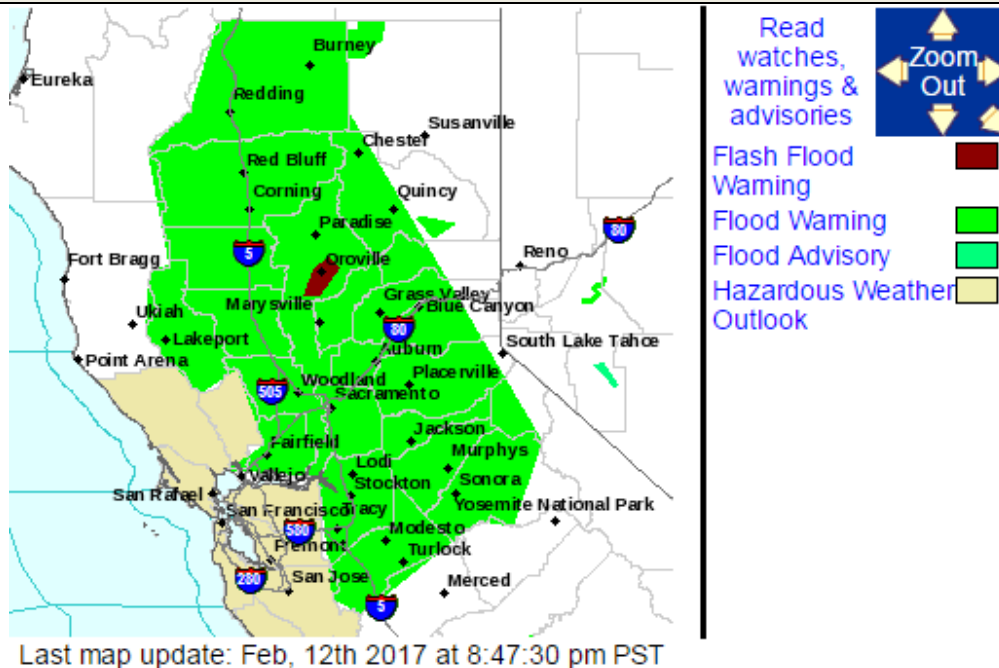 Burney
Eureka
Redding
Susanville
Chester
Red Bluff
Corning
Quincy
Paradise
5
80
Oroville
Reno
Fort Bragg
Marysville
Grass Valley
Blue Canyon
Ukiah
80
Lakeport
Auburn
South Lake Tahoe
Point Arena
Woodland
Placerville
505
Sacramento
Jackson
Fairfield
Murphys
Lodi
Vallejo
Stockton
Sonora
San Rafael
Yosemite National Park
San Francisco
Tracy
580
Modesto
Fremont
Turlock
280
San Jose
Merced
5
Read
watches,
warnings &
advisories
Zoom
Out
Flash Flood
Warning
Flood Warning
Flood Advisory
Hazardous Weather
Outlook
Last map update: Feb, 12th 2017 at 8:47:30 pm PST